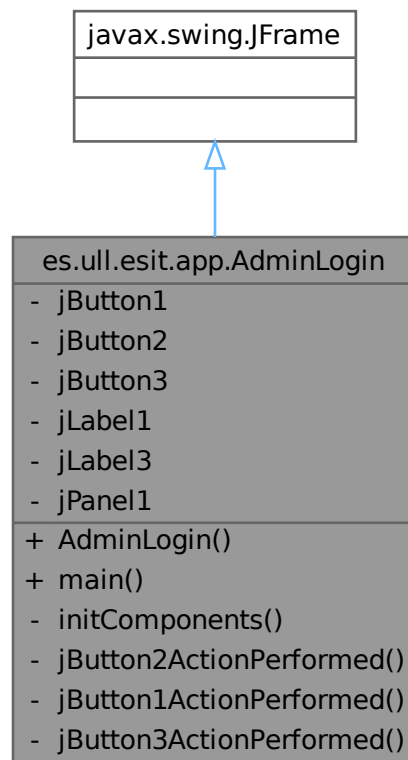 javax.swing.JFrame
es.ull.esit.app.AdminLogin
- jButton1
- jButton2
- jButton3
- jLabel1
- jLabel3
- jPanel1
+ AdminLogin()
+ main()
- initComponents()
- jButton2ActionPerformed()
- jButton1ActionPerformed()
- jButton3ActionPerformed()